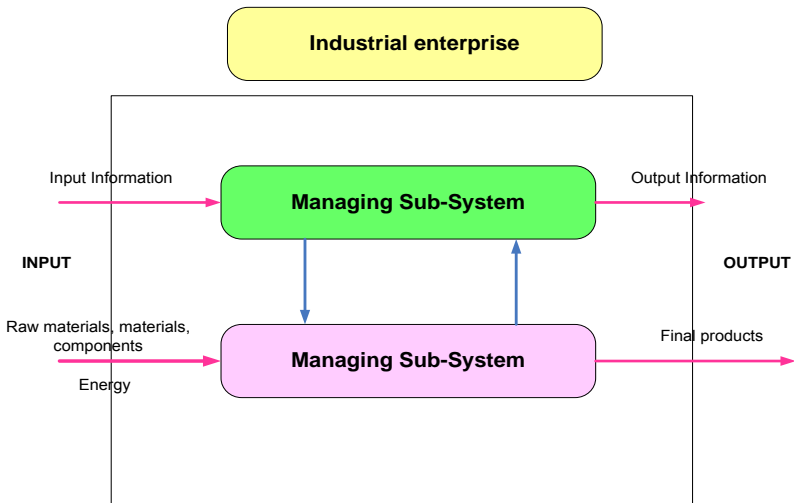 Industrial enterprise
Input Information
Managing Sub-System
Output Information
INPUT
OUTPUT
Raw materials, materials,
components
Energy
Managing Sub-System
Final products